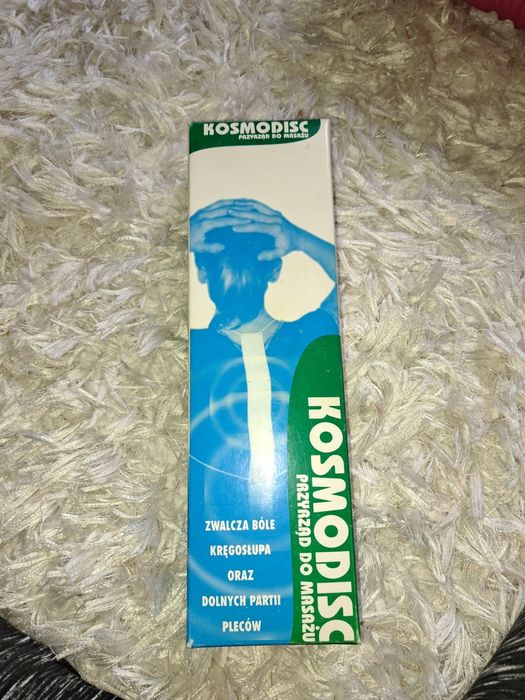 KOSMODISC
PRZYRZĄD DO MASAŻU
ZWALCZA BÓLE
KRĘGOSŁUPA
ORAZ
DOLNYCH PARTII
PLECÓW
KOSMODISC
PRZYRZĄD DO MASAŻU